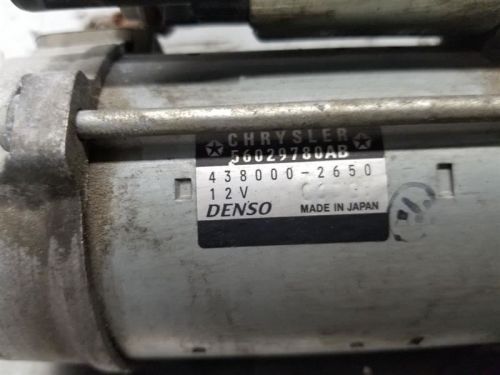 CHRYSLER
56029780AB
438000-2650
12V
DENSO MADE IN JAPAN